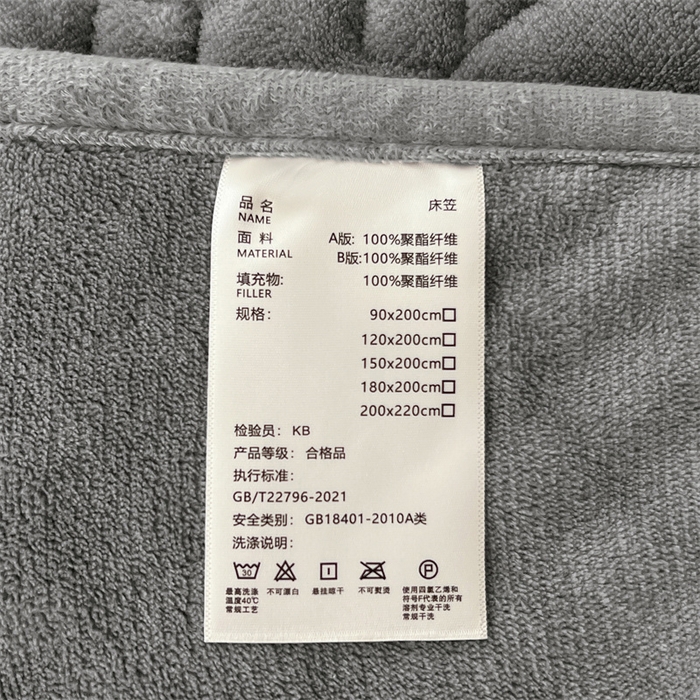 品 名 床笠
NAME
面 料 A版: 100%聚酯纤维
MATERIAL B版:100%聚酯纤维
填充物: 100%聚酯纤维
FILLER
规格: 90x200cm□
120x200cm□
150x200cm□
180x200cm□
200x220cm□
检验员: KB
产品等级: 合格品
执行标准:
GB/T22796-2021
安全类别: GB18401-2010A类
洗涤说明:
30 P
最高洗涤 不可漂白 悬挂晾干 不可熨烫 使用四氯乙烯和
温度40℃ 符号F代表的所有
常规工艺 溶剂专业干洗
常规干洗